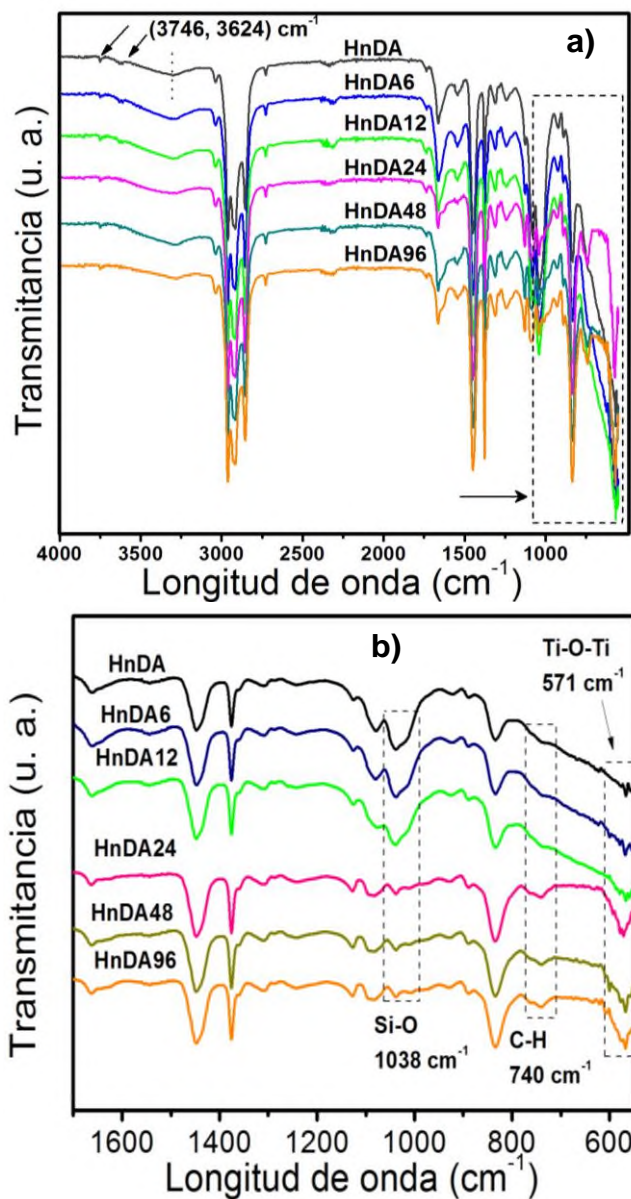 (3746, 3624) cm⁻¹
a)
HnDA
HnDA6
HnDA12
HnDA24
HnDA48
HnDA96
Transmitancia (u. a.)
4000 3500 3000 2500 2000 1500 1000
Longitud de onda (cm⁻¹)
b)
Ti-O-Ti
571 cm⁻¹
HnDA
HnDA6
HnDA12
HnDA24
HnDA48
HnDA96
Si-O
1038 cm⁻¹
C-H
740 cm⁻¹
Transmitancia (u. a.)
1600 1400 1200 1000 800 600
Longitud de onda (cm⁻¹)